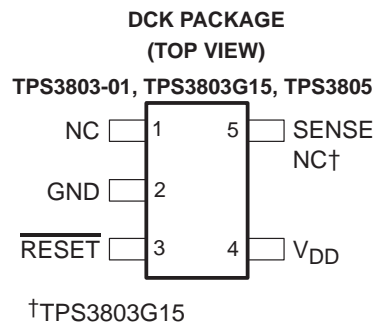 DCK PACKAGE
(TOP VIEW)
TPS3803-01, TPS3803G15, TPS3805
NC 1 5 SENSE
NC†
GND 2
RESET 3 4 VDD
†TPS3803G15